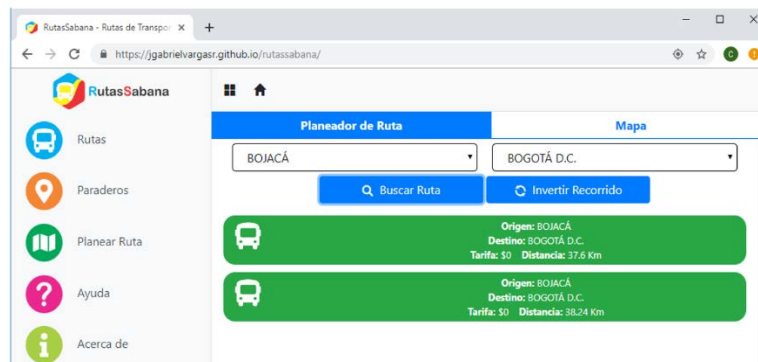 RutasSabana - Rutas de Transpor
https://jgabrielvargasr.github.io/rutassabana/
C
RutasSabana
Rutas
Paraderos
Planear Ruta
Ayuda
Acerca de
Planeador de Ruta
Mapa
BOJACÁ
BOGOTÁ D.C.
Buscar Ruta
Invertir Recorrido
Origen: BOJACÁ
Destino: BOGOTÁ D.C.
Tarifa: $0 Distancia: 37.6 Km
Origen: BOJACÁ
Destino: BOGOTÁ D.C.
Tarifa: $0 Distancia: 38.24 Km